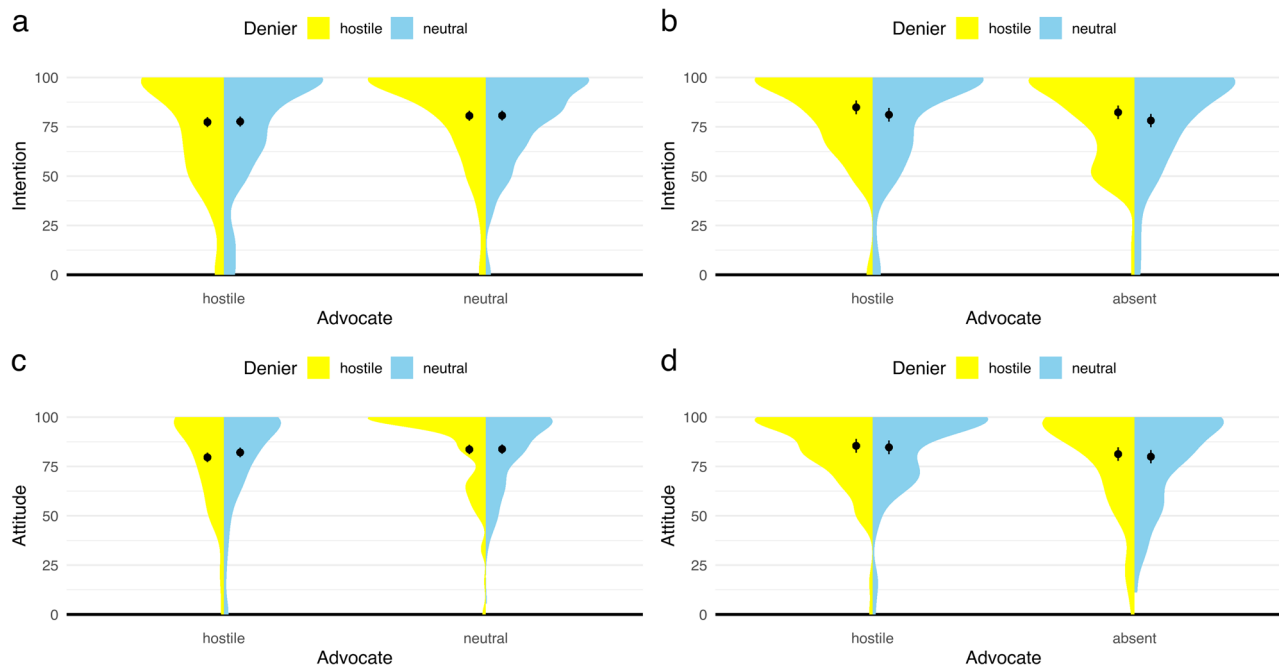 a
Denier hostile neutral
100
75
50
25
0
Intention
hostile neutral
Advocate
b
Denier hostile neutral
100
75
50
25
0
Intention
hostile absent
Advocate
c
Denier hostile neutral
100
75
50
25
0
Attitude
hostile neutral
Advocate
d
Denier hostile neutral
100
75
50
25
0
Attitude
hostile absent
Advocate